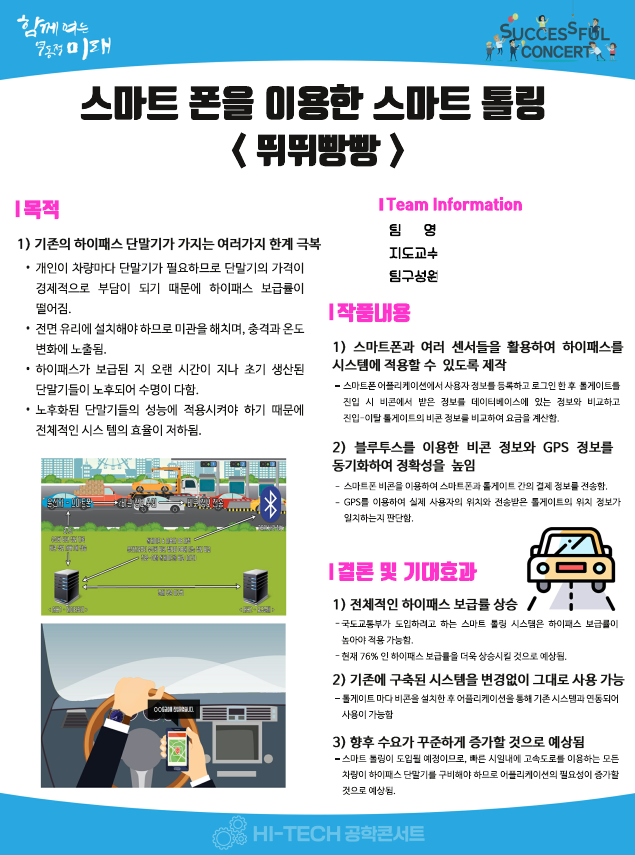 함께 여는
역동적 미래
SUCCESSFUL
CONCERT
스마트 폰을 이용한 스마트 톨링
< 뛰뛰빵빵 >
목적
1) 기존의 하이패스 단말기가 가지는 여러가지 한계 극복
• 개인이 차량마다 단말기가 필요하므로 단말기의 가격이
경제적으로 부담이 되기 때문에 하이패스 보급률이
떨어짐.
• 전면 유리에 설치해야 하므로 미관을 해치며, 충격과 온도
변화에 노출됨.
• 하이패스가 보급된 지 오랜 시간이 지나 초기 생산된
단말기들이 노후되어 수명이 다함.
• 노후화된 단말기들의 성능에 적용시켜야 하기 때문에
전체적인 시스 템의 효율이 저하됨.
Team Information
팀 명
지도교수
팀구성원
작품내용
1) 스마트폰과 여러 센서들을 활용하여 하이패스를
시스템에 적용할 수 있도록 제작
- 스마트폰 어플리케이션에서 사용자 정보를 등록하고 로그인 한 후 톨게이트를
진입 시 비콘에서 받은 정보를 데이터베이스에 있는 정보와 비교하고
진입-이탈 톨게이트의 비콘 정보를 비교하여 요금을 계산함.
2) 블루투스를 이용한 비콘 정보와 GPS 정보를
동기화하여 정확성을 높임
- 스마트폰 비콘을 이용하여 스마트폰과 톨게이트 간의 결제 정보를 전송함.
- GPS를 이용하여 실제 사용자의 위치와 전송받은 톨게이트의 위치 정보가
일치하는지 판단함.
결론 및 기대효과
1) 전체적인 하이패스 보급률 상승
- 국도교통부가 도입하려고 하는 스마트 톨링 시스템은 하이패스 보급률이
높아야 적용 가능함.
- 현재 76% 인 하이패스 보급률을 더욱 상승시킬 것으로 예상됨.
2) 기존에 구축된 시스템을 변경없이 그대로 사용 가능
- 톨게이트 마다 비콘을 설치한 후 어플리케이션을 통해 기존 시스템과 연동되어
사용이 가능함
3) 향후 수요가 꾸준하게 증가할 것으로 예상됨
- 스마트 톨링이 도입될 예정이므로, 빠른 시일내에 고속도로를 이용하는 모든
차량이 하이패스 단말기를 구비해야 하므로 어플리케이션의 필요성이 증가할
것으로 예상됨.
HI-TECH 공학콘서트